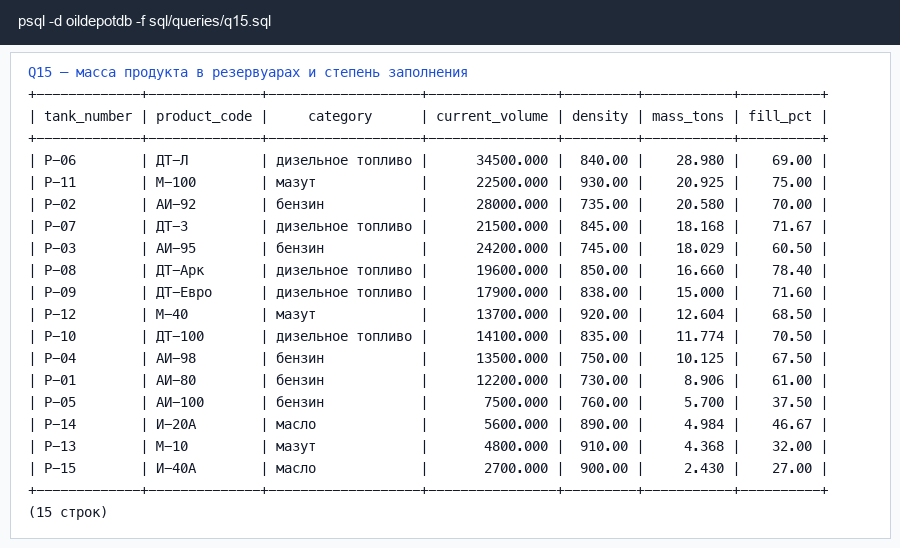 psql -d oildepotdb -f sql/queries/q15.sql
Q15 — масса продукта в резервуарах и степень заполнения
+—————————————+——————————————+———————————————————+————————————————+—————————+———————————+——————————+
| tank_number | product_code |     category      | current_volume | density | mass_tons | fill_pct |
+—————————————+——————————————+———————————————————+————————————————+—————————+———————————+——————————+
| Р—06        | ДТ—Л         | дизельное топливо |      34500.000 |  840.00 |    28.980 |    69.00 |
| Р—11        | М—100        | мазут             |      22500.000 |  930.00 |    20.925 |    75.00 |
| Р—02        | АИ—92        | бензин            |      28000.000 |  735.00 |    20.580 |    70.00 |
| Р—07        | ДТ—З         | дизельное топливо |      21500.000 |  845.00 |    18.168 |    71.67 |
| Р—03        | АИ—95        | бензин            |      24200.000 |  745.00 |    18.029 |    60.50 |
| Р—08        | ДТ—Арк       | дизельное топливо |      19600.000 |  850.00 |    16.660 |    78.40 |
| Р—09        | ДТ—Евро      | дизельное топливо |      17900.000 |  838.00 |    15.000 |    71.60 |
| Р—12        | М—40         | мазут             |      13700.000 |  920.00 |    12.604 |    68.50 |
| Р—10        | ДТ—100       | дизельное топливо |      14100.000 |  835.00 |    11.774 |    70.50 |
| Р—04        | АИ—98        | бензин            |      13500.000 |  750.00 |    10.125 |    67.50 |
| Р—01        | АИ—80        | бензин            |      12200.000 |  730.00 |     8.906 |    61.00 |
| Р—05        | АИ—100       | бензин            |       7500.000 |  760.00 |     5.700 |    37.50 |
| Р—14        | И—20А        | масло             |       5600.000 |  890.00 |     4.984 |    46.67 |
| Р—13        | М—10         | мазут             |       4800.000 |  910.00 |     4.368 |    32.00 |
| Р—15        | И—40А        | масло             |       2700.000 |  900.00 |     2.430 |    27.00 |
+—————————————+——————————————+———————————————————+————————————————+—————————+———————————+——————————+
(15 строк)